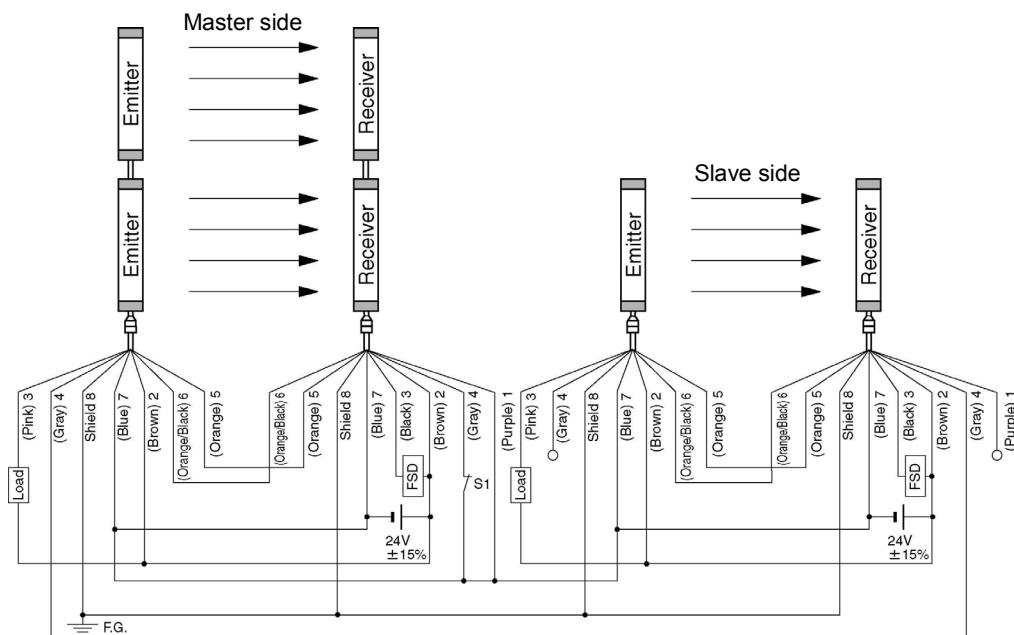 Master side
Emitter
Receiver
Slave side
Emitter
Receiver
Emitter
Receiver
(Pink) 3
(Gray) 4
Shield 8
(Blue) 7
(Brown) 2
(Orange/Black) 6
(Orange) 5
(Orange/Black) 6
(Orange) 5
Shield 8
(Blue) 7
(Black) 3
(Brown) 2
(Gray) 4
(Purple) 1
(Pink) 3
(Gray) 4
Shield 8
(Blue) 7
(Brown) 2
(Orange/Black) 6
(Orange) 5
(Orange/Black) 6
(Orange) 5
Shield 8
(Blue) 7
(Black) 3
(Brown) 2
(Gray) 4
(Purple) 1
Load
FSD
S1
Load
FSD
24V
±15%
24V
±15%
F.G.